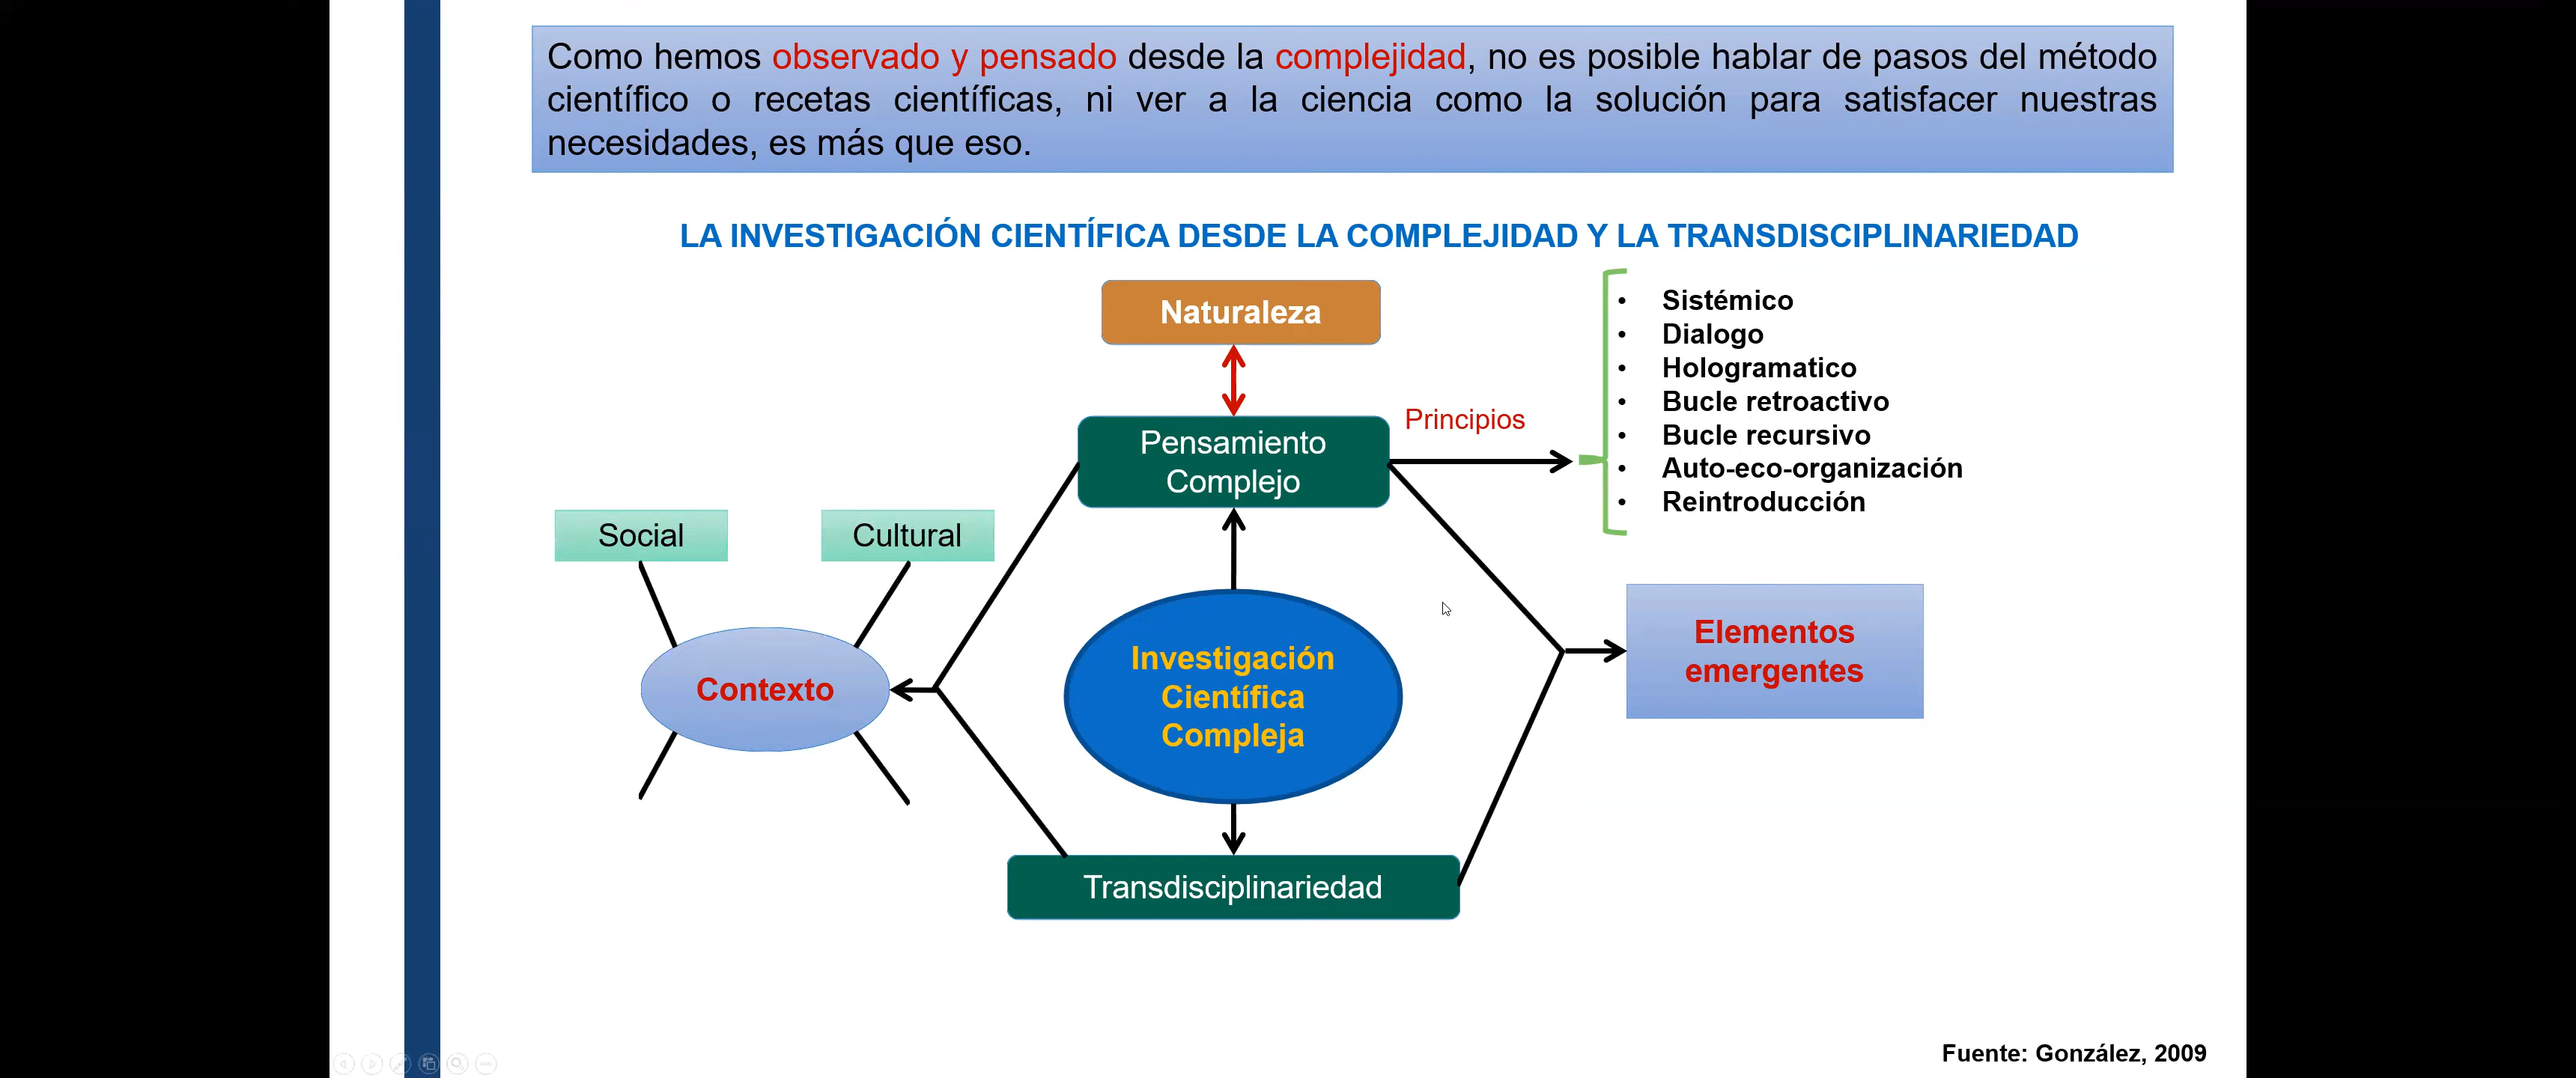 Como hemos observado y pensado desde la complejidad, no es posible hablar de pasos del método
científico o recetas científicas, ni ver a la ciencia como la solución para satisfacer nuestras
necesidades, es más que eso.
LA INVESTIGACIÓN CIENTÍFICA DESDE LA COMPLEJIDAD Y LA TRANSDISCIPLINARIEDAD
Naturaleza
Pensamiento
Complejo
Principios
• Sistémico
• Dialogo
• Hologramatico
• Bucle retroactivo
• Bucle recursivo
• Auto-eco-organización
• Reintroducción
Social
Cultural
Contexto
Investigación
Científica
Compleja
Elementos
emergentes
Transdisciplinariedad
Fuente: González, 2009